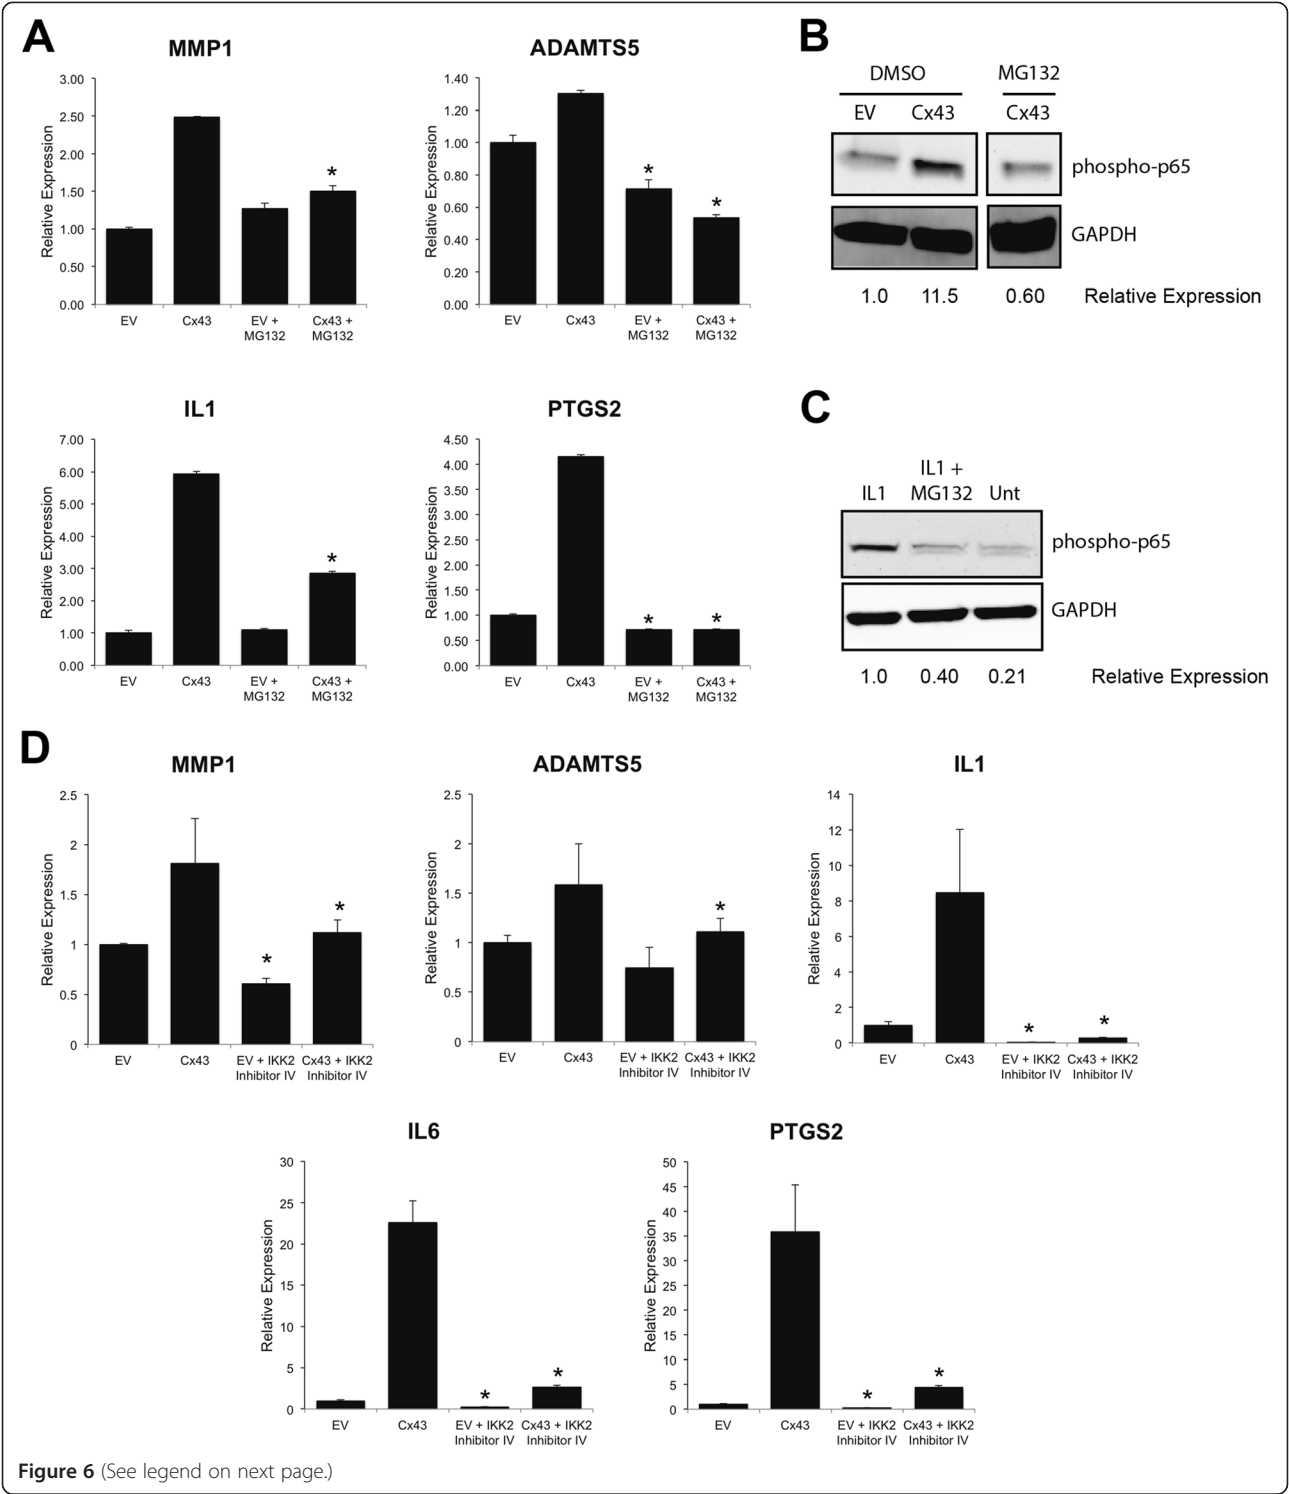 A
MMP1
Relative Expression
3.00
2.50
2.00
1.50
1.00
0.50
0.00
EV
Cx43
EV +
MG132
Cx43 +
MG132
*
ADAMTS5
Relative Expression
1.40
1.20
1.00
0.80
0.60
0.40
0.20
0.00
EV
Cx43
EV +
MG132
Cx43 +
MG132
*
*
IL1
Relative Expression
7.00
6.00
5.00
4.00
3.00
2.00
1.00
0.00
EV
Cx43
EV +
MG132
Cx43 +
MG132
*
PTGS2
Relative Expression
4.50
4.00
3.50
3.00
2.50
2.00
1.50
1.00
0.50
0.00
EV
Cx43
EV +
MG132
Cx43 +
MG132
*
*
B
DMSO
MG132
EV
Cx43
Cx43
phospho-p65
GAPDH
1.0 11.5 0.60 Relative Expression
C
IL1
IL1 +
MG132
Unt
phospho-p65
GAPDH
1.0 0.40 0.21 Relative Expression
D
MMP1
Relative Expression
2.5
2
1.5
1
0.5
0
EV
Cx43
EV + IKK2
Inhibitor IV
Cx43 + IKK2
Inhibitor IV
*
*
ADAMTS5
Relative Expression
2.5
2
1.5
1
0.5
0
EV
Cx43
EV + IKK2
Inhibitor IV
Cx43 + IKK2
Inhibitor IV
*
IL1
Relative Expression
14
12
10
8
6
4
2
0
EV
Cx43
EV + IKK2
Inhibitor IV
Cx43 + IKK2
Inhibitor IV
*
*
IL6
Relative Expression
30
25
20
15
10
5
0
EV
Cx43
EV + IKK2
Inhibitor IV
Cx43 + IKK2
Inhibitor IV
*
*
PTGS2
Relative Expression
50
45
40
35
30
25
20
15
10
5
0
EV
Cx43
EV + IKK2
Inhibitor IV
Cx43 + IKK2
Inhibitor IV
*
*
Figure 6 (See legend on next page.)